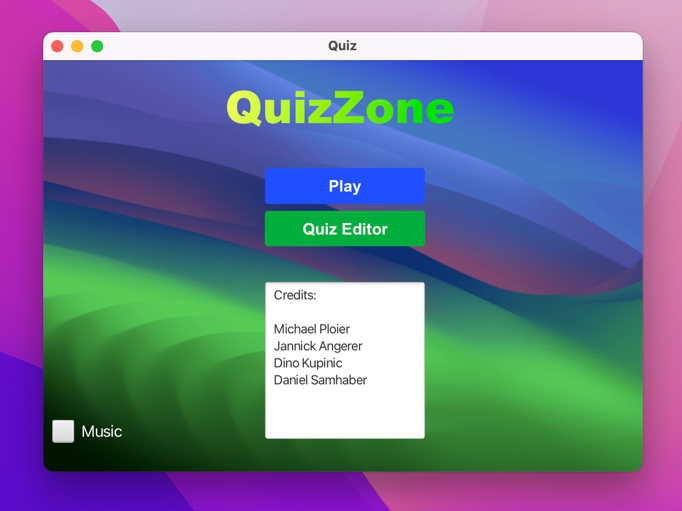 Quiz
QuizZone
Play
Quiz Editor
Credits:
Michael Ploier
Jannick Angerer
Dino Kupinic
Daniel Samhaber
Music